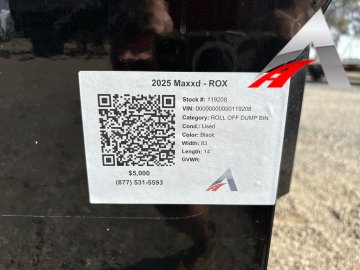 2025 Maxxd - ROX
Stock #: 119208
VIN: 00000000000119208
Category: ROLL OFF DUMP BIN
Cond.: Used
Color: Black
Width: 83
Length: 14
GVWR:
$5,000
(877) 531-5593